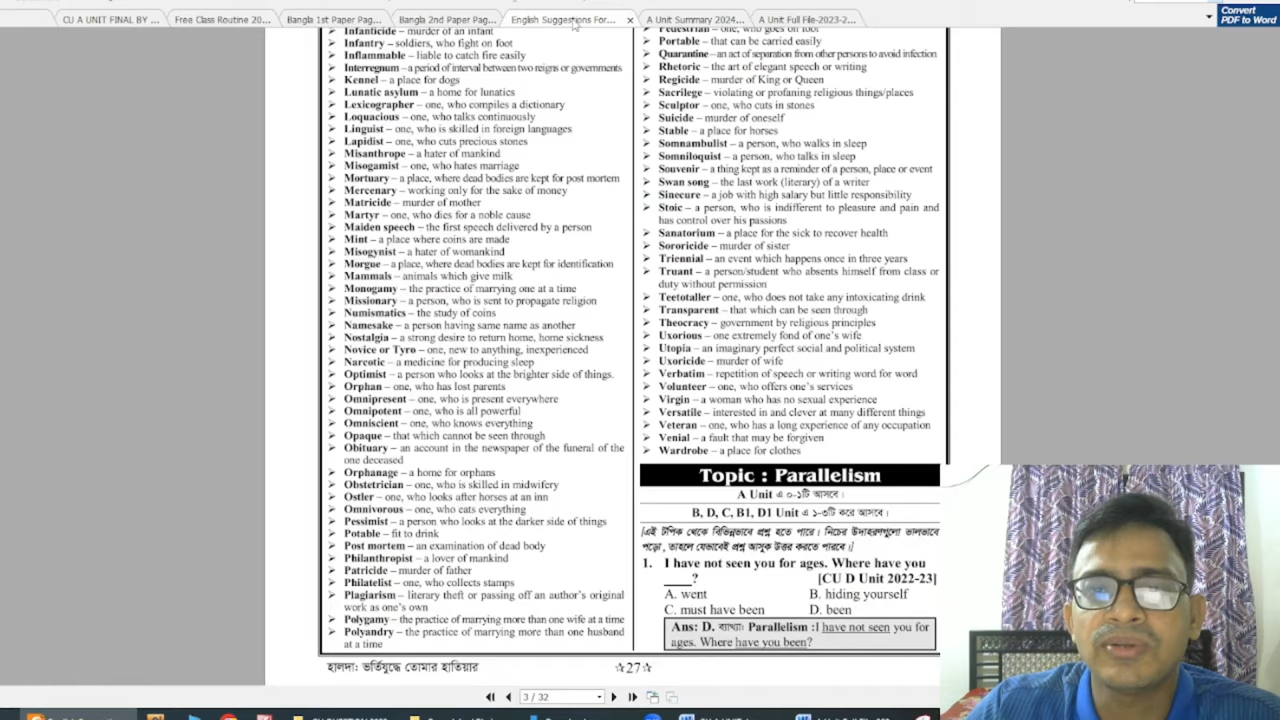 CU A UNIT FINAL BY ...
Free Class Routine 20...
Bangla 1st Paper Pag...
Bangla 2nd Paper Pag...
English Suggestions For...
A Unit Summary 2024...
A Unit Full File-2023-2...
Convert
PDF to Word
Infanticide – murder of an infant
Infantry – soldiers, who fight on foot
Inflammable – liable to catch fire easily
Interregnum – a period of interval between two reigns or governments
Kennel – a place for dogs
Lunatic asylum – a home for lunatics
Lexicographer – one, who compiles a dictionary
Loquacious – one, who talks continuously
Linguist – one, who is skilled in foreign languages
Lapidist – one, who cuts precious stones
Misanthrope – a hater of mankind
Misogamist – one, who hates marriage
Mortuary – a place, where dead bodies are kept for post mortem
Mercenary – working only for the sake of money
Matricide – murder of mother
Martyr – one, who dies for a noble cause
Maiden speech – the first speech delivered by a person
Mint – a place where coins are made
Misogynist – a hater of womankind
Morgue – a place, where dead bodies are kept for identification
Mammals – animals which give milk
Monogamy – the practice of marrying one at a time
Missionary – a person, who is sent to propagate religion
Numismatics – the study of coins
Namesake – a person having same name as another
Nostalgia – a strong desire to return home, home sickness
Novice or Tyro – one, new to anything, inexperienced
Narcotic – a medicine for producing sleep
Optimist – a person who looks at the brighter side of things.
Orphan – one, who has lost parents
Omnipresent – one, who is present everywhere
Omnipotent – one, who is all powerful
Omniscient – one, who knows everything
Opaque – that which cannot be seen through
Obituary – an account in the newspaper of the funeral of the
one deceased
Orphanage – a home for orphans
Obstetrician – one, who is skilled in midwifery
Ostler – one, who looks after horses at an inn
Omnivorous – one, who eats everything
Pessimist – a person who looks at the darker side of things
Potable – fit to drink
Post mortem – an examination of dead body
Philanthropist – a lover of mankind
Patricide – murder of father
Philatelist – one, who collects stamps
Plagiarism – literary theft or passing off an author's original
work as one's own
Polygamy – the practice of marrying more than one wife at a time
Polyandry – the practice of marrying more than one husband
at a time
Pedestrian – one, who goes on foot
Portable – that can be carried easily
Quarantine – an act of separation from other persons to avoid infection
Rhetoric – the art of elegant speech or writing
Regicide – murder of King or Queen
Sacrilege – violating or profaning religious things/places
Sculptor – one, who cuts in stones
Suicide – murder of oneself
Stable – a place for horses
Somnambulist – a person, who walks in sleep
Somniloquist – a person, who talks in sleep
Souvenir – a thing kept as a reminder of a person, place or event
Swan song – the last work (literary) of a writer
Sinecure – a job with high salary but little responsibility
Stoic – a person, who is indifferent to pleasure and pain and
has control over his passions
Sanatorium – a place for the sick to recover health
Sororicide – murder of sister
Triennial – an event which happens once in three years
Truant – a person/student who absents himself from class or
duty without permission
Teetotaller – one, who does not take any intoxicating drink
Transparent – that which can be seen through
Theocracy – government by religious principles
Uxorious – one extremely fond of one's wife
Utopia – an imaginary perfect social and political system
Uxoricide – murder of wife
Verbatim – repetition of speech or writing word for word
Volunteer – one, who offers one's services
Virgin – a woman who has no sexual experience
Versatile – interested in and clever at many different things
Veteran – one, who has a long experience of any occupation
Venial – a fault that may be forgiven
Wardrobe – a place for clothes
Topic : Parallelism
A Unit এ ০-১টি আসবে।
B, D, C, B1, D1 Unit এ ১-৩টি করে আসবে।
[এই টপিক থেকে বিভিন্নভাবে প্রশ্ন হতে পারে। নিচের উদাহরণগুলো ভালভাবে
পড়ো, তাহলে যেভাবেই প্রশ্ন আসুক উত্তর করতে পারবে।]
1. I have not seen you for ages. Where have you
____? [CU D Unit 2022-23]
A. went B. hiding yourself
C. must have been D. been
Ans: D. ব্যাখ্যা: Parallelism : I have not seen you for
ages. Where have you been?
হালদা: ভর্তিযুদ্ধে তোমার হাতিয়ার ☆27☆
3 / 32